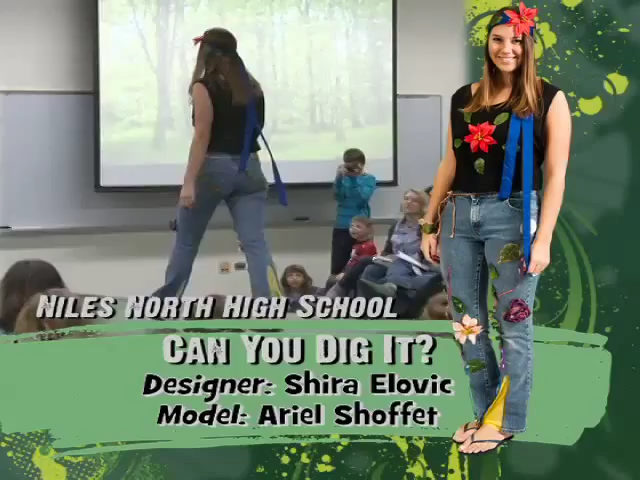 Niles North High School
Can You Dig It?
Designer: Shira Elovic
Model: Ariel Shoffet